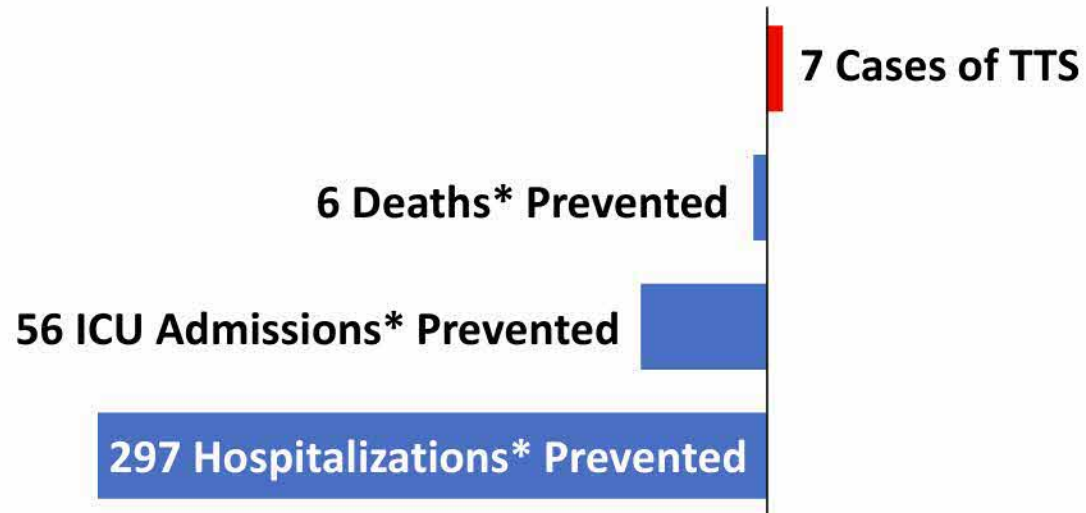 7 Cases of TTS
6 Deaths* Prevented
56 ICU Admissions* Prevented
297 Hospitalizations* Prevented